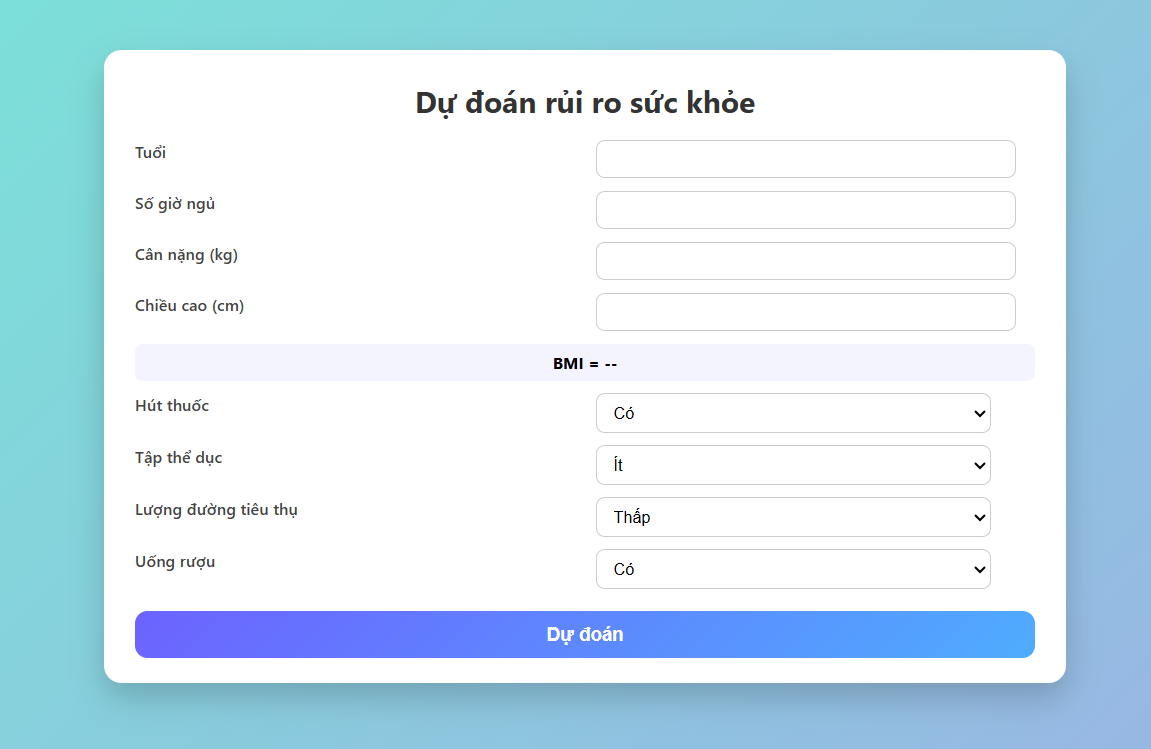 Dự đoán rủi ro sức khỏe
Tuổi
Số giờ ngủ
Cân nặng (kg)
Chiều cao (cm)
BMI = --
Hút thuốc Có
Tập thể dục Ít
Lượng đường tiêu thụ Thấp
Uống rượu Có
Dự đoán